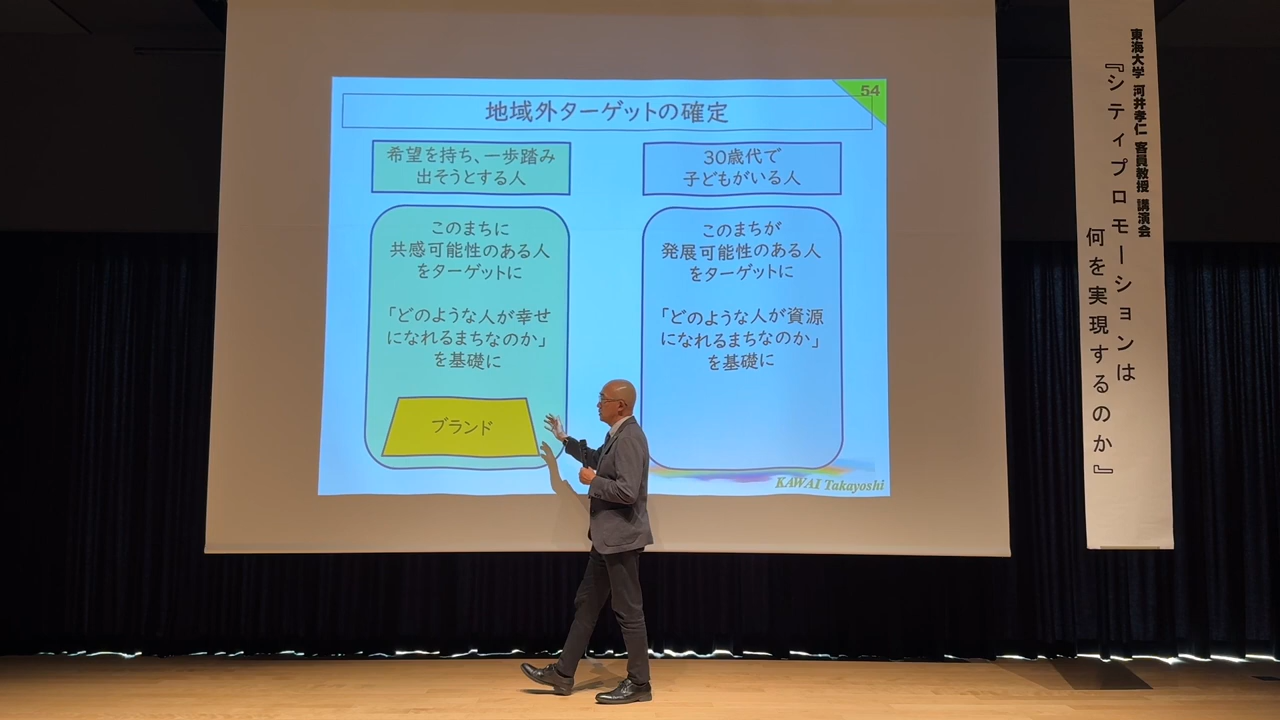 54
地域外ターゲットの確定
希望を持ち、一歩踏み
出そうとする人
このまちに
共感可能性のある人
をターゲットに
「どのような人が幸せ
になれるまちなのか」
を基礎に
ブランド
30歳代で
子どもがいる人
このまちが
発展可能性のある人
をターゲットに
「どのような人が資源
になれるまちなのか」
を基礎に
KAWAI Takayoshi
東海大学 河井孝仁 客員教授 講演会
『シティプロモーションは
何を実現するのか』